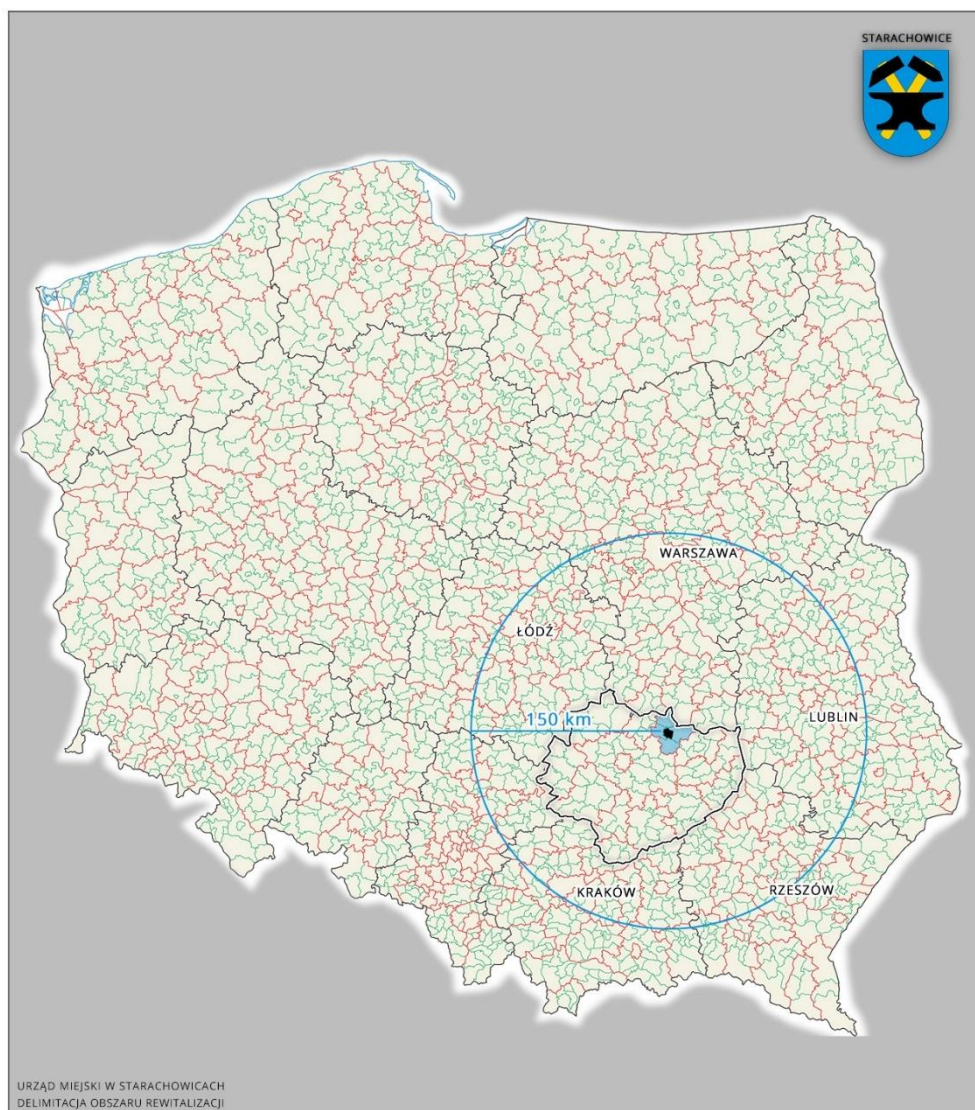 STARACHOWICE
WARSZAWA
ŁÓDŹ
150 km
LUBLIN
KRAKÓW
RZESZÓW
URZĄD MIEJSKI W STARACHOWICACH
DELIMITACJA OBSZARU REWITALIZACJI